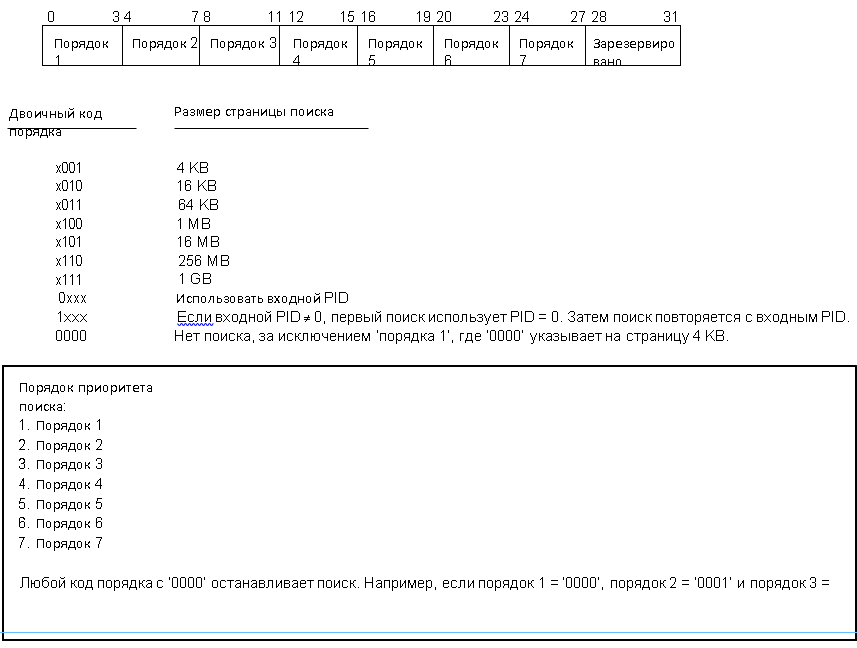 0 3 4 7 8 11 12 15 16 19 20 23 24 27 28 31
Порядок 1 Порядок 2 Порядок 3 Порядок 4 Порядок 5 Порядок 6 Порядок 7 Зарезервировано
Двоичный код порядка Размер страницы поиска
x001 4 KB
x010 16 KB
x011 64 KB
x100 1 MB
x101 16 MB
x110 256 MB
x111 1 GB
0xxx Использовать входной PID
1xxx Если входной PID ≠ 0, первый поиск использует PID = 0. Затем поиск повторяется с входным PID.
0000 Нет поиска, за исключением ‘порядка 1’, где ‘0000’ указывает на страницу 4 KB.
Порядок приоритета
поиска:
1. Порядок 1
2. Порядок 2
3. Порядок 3
4. Порядок 4
5. Порядок 5
6. Порядок 6
7. Порядок 7
Любой код порядка с ‘0000’ останавливает поиск. Например, если порядок 1 = ‘0000’, порядок 2 = ‘0001’ и порядок 3 =